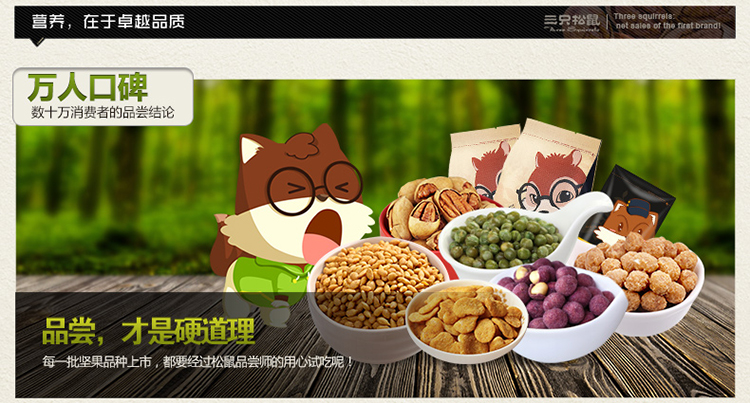 营养，在于卓越品质
三只松鼠
Three Squirrels
Three squirrels:
net sales of the first brand!
万人口碑
数十万消费者的品尝结论
品尝，才是硬道理
每一批坚果品种上市，都要经过松鼠品尝师的用心试吃呢！